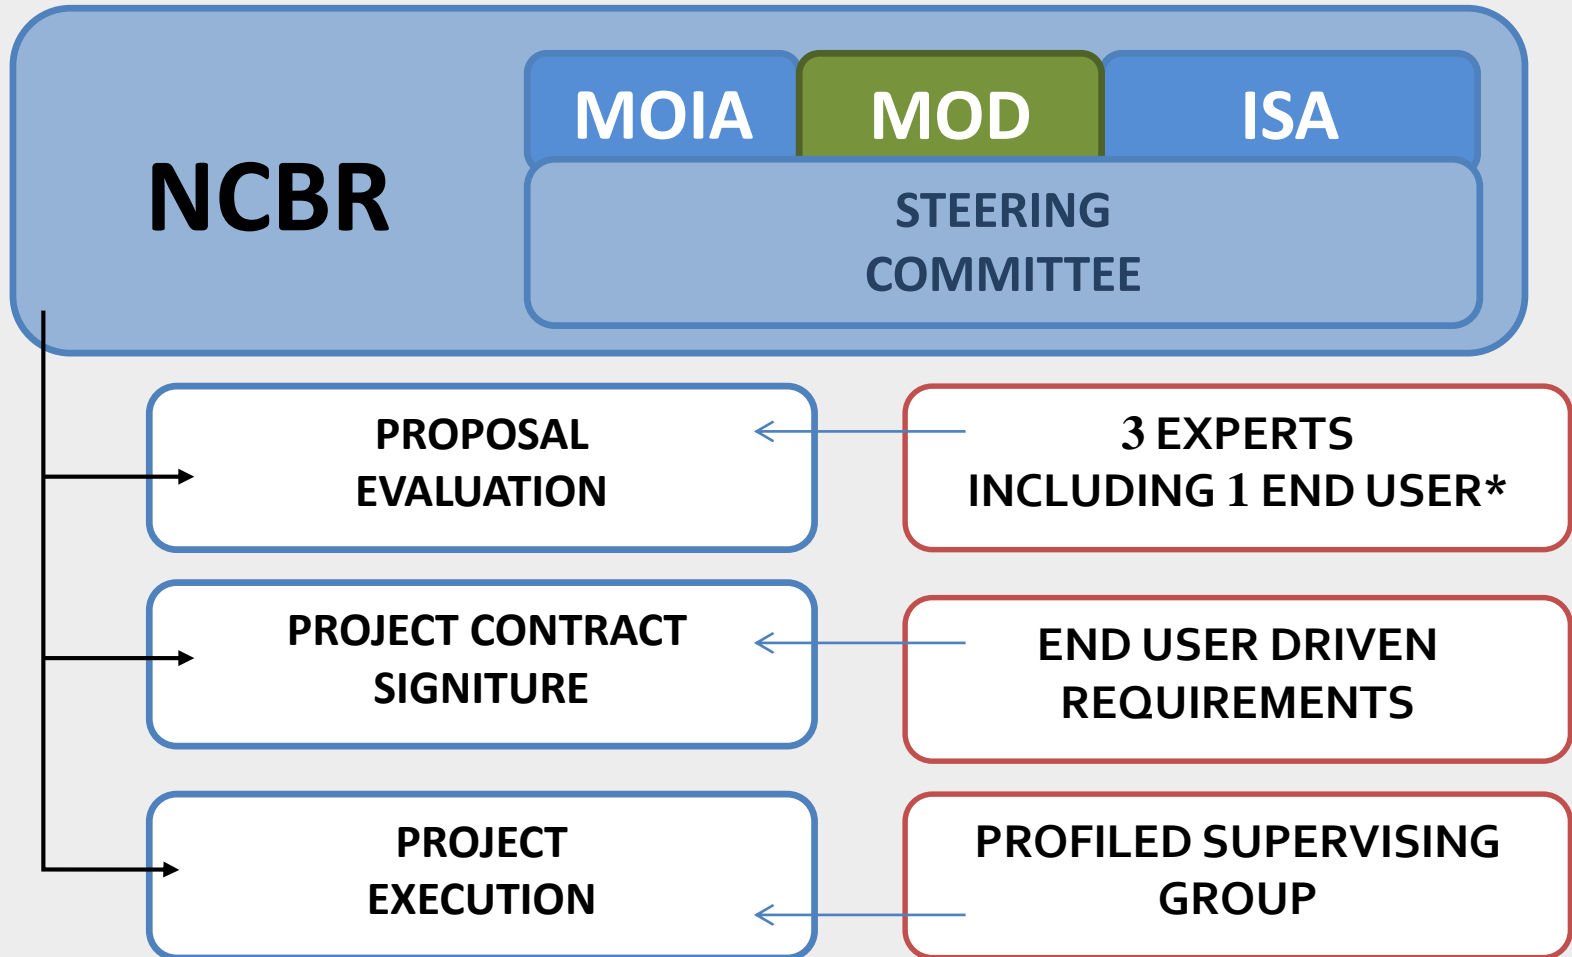 NCBR
MOIA
MOD
ISA
STEERING
COMMITTEE
PROPOSAL
EVALUATION
3 EXPERTS
INCLUDING 1 END USER*
PROJECT CONTRACT
SIGNITURE
END USER DRIVEN
REQUIREMENTS
PROJECT
EXECUTION
PROFILED SUPERVISING
GROUP